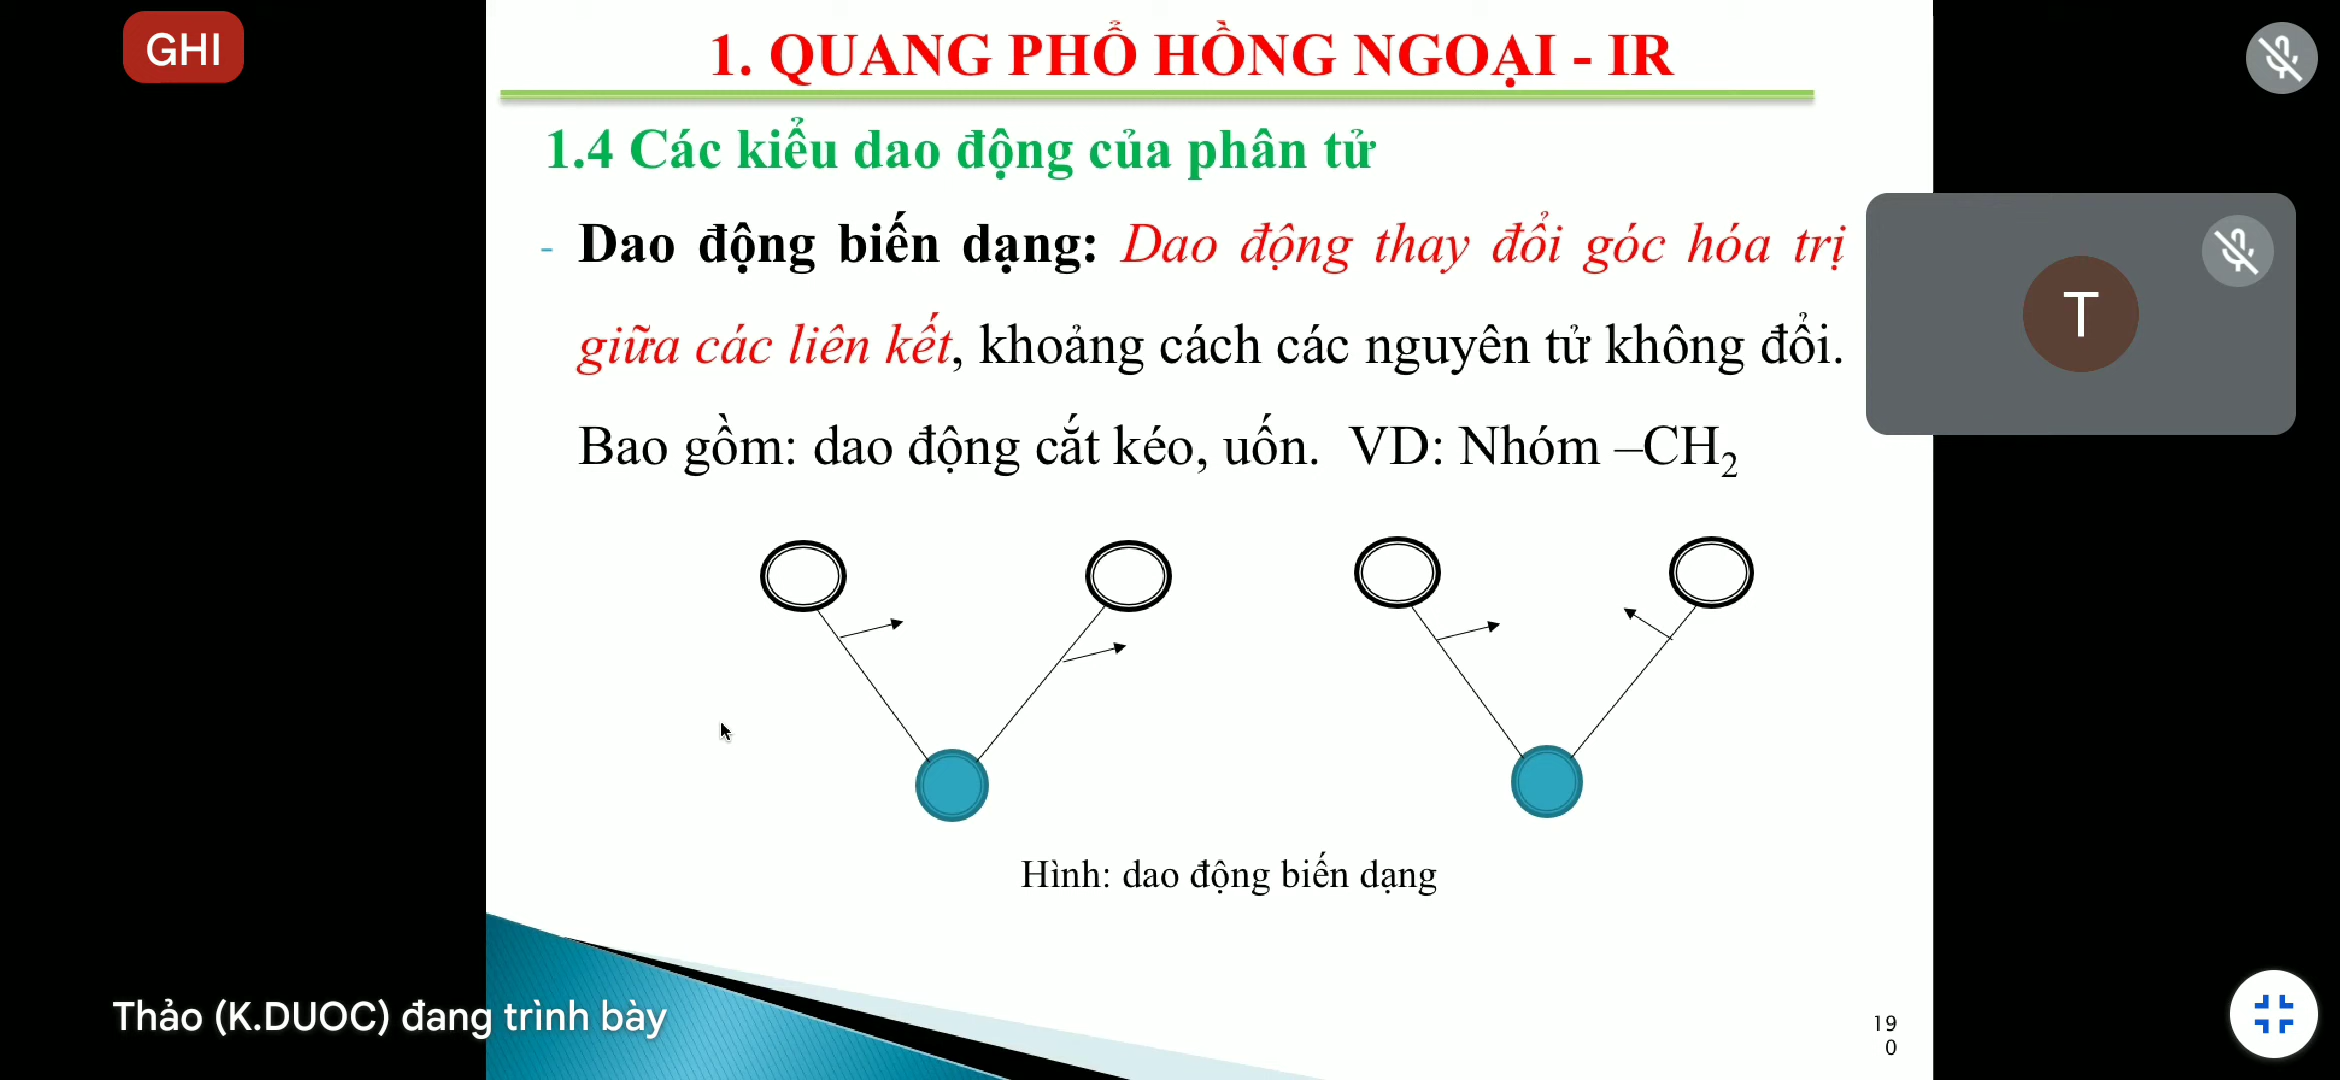 GHI
1. QUANG PHỔ HỒNG NGOẠI - IR
1.4 Các kiểu dao động của phân tử
- Dao động biến dạng: Dao động thay đổi góc hóa trị
giữa các liên kết, khoảng cách các nguyên tử không đổi.
Bao gồm: dao động cắt kéo, uốn. VD: Nhóm –CH₂
T
Hình: dao động biến dạng
Thảo (K.DUOC) đang trình bày
19
0